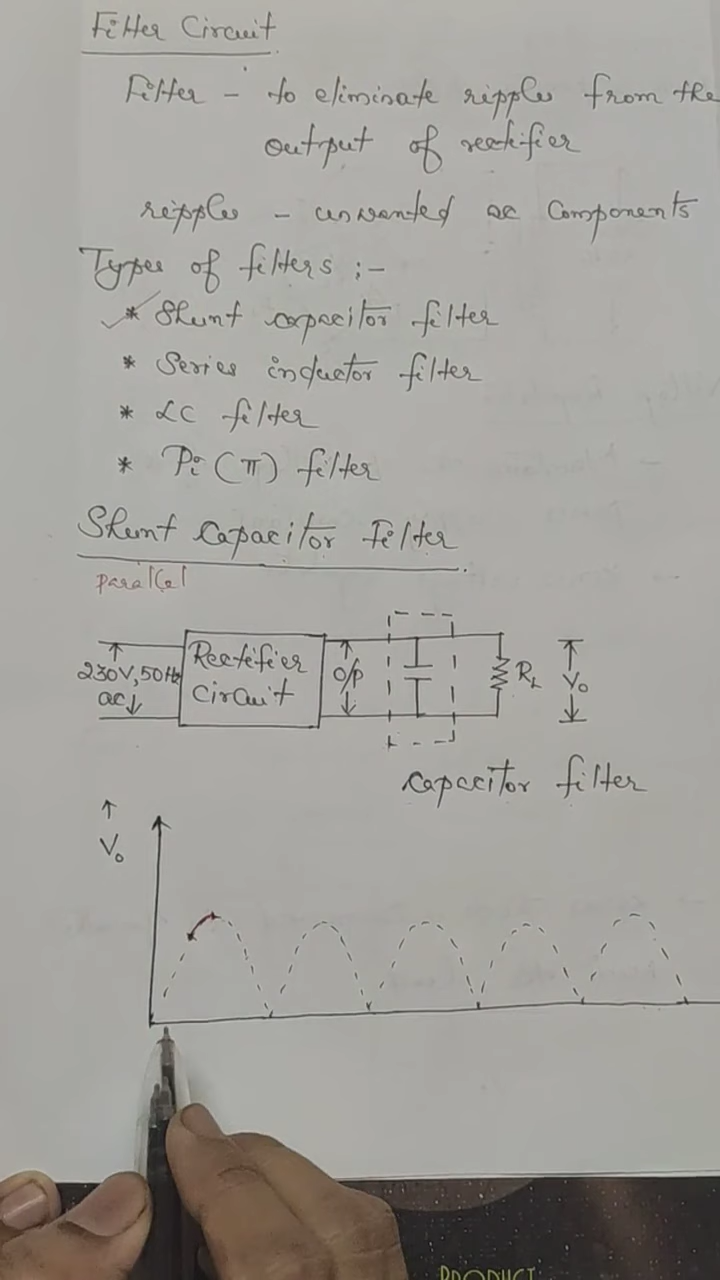 Filter Circuit
Filter - to eliminate ripples from the
output of rectifier
ripples - unwanted ac Components
Types of filters :-
* Shunt capacitor filter
* Series inductor filter
* LC filter
* Pi (π) filter
Shunt Capacitor Filter
parallel
230V, 50Hz
ac
Rectifier
circuit
o/p
RL
Vo
capacitor filter
Vo
PRODUCT